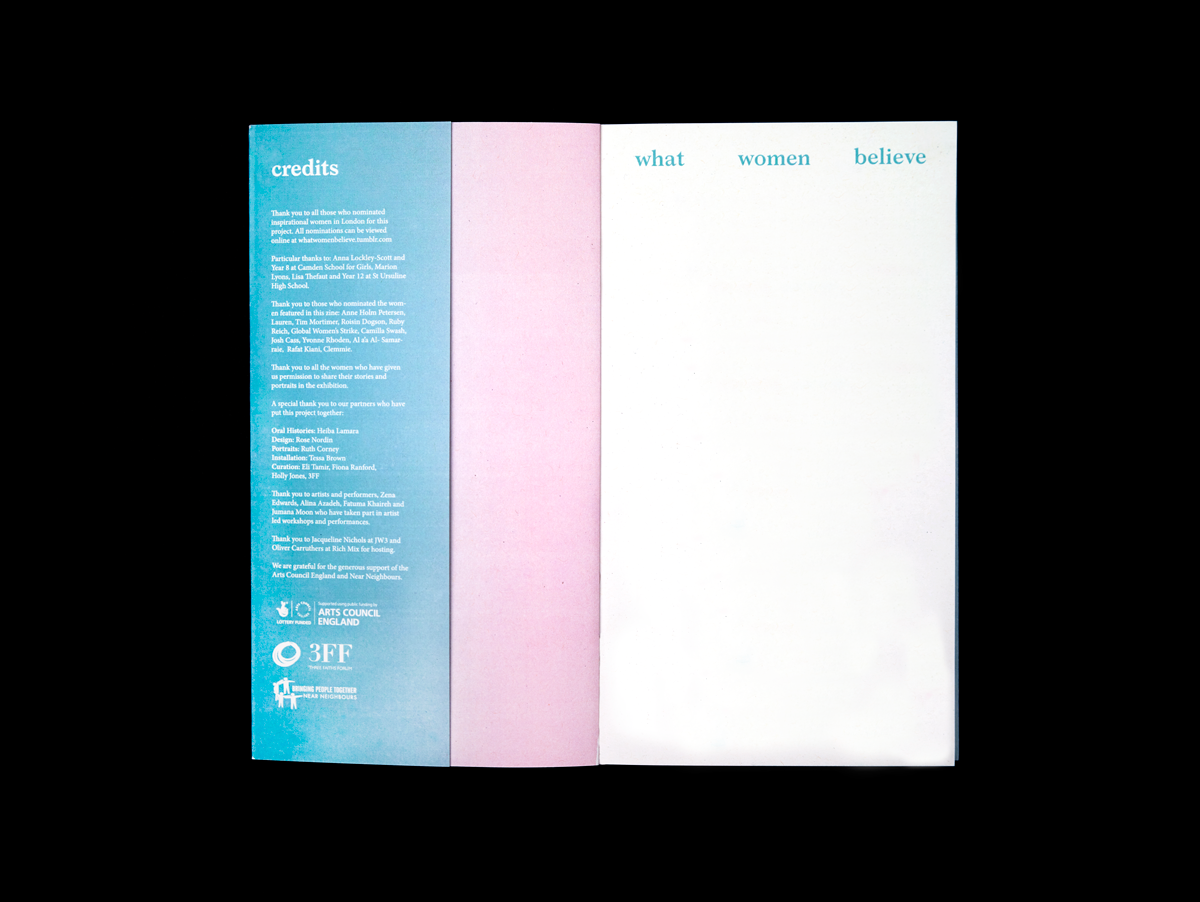 credits
Thank you to all those who nominated
inspirational women in London for this
project. All nominations can be viewed
online at whatwomenbelieve.tumblr.com
Particular thanks to: Anna Lockley-Scott and
Year 8 at Camden School for Girls, Marion
Lyons, Lisa Thefaut and Year 12 at St Ursuline
High School.
Thank you to those who nominated the wom-
en featured in this zine: Anne Holm Petersen,
Lauren, Tim Mortimer, Roisin Dogson, Ruby
Reich, Global Women's Strike, Camilla Swash,
Josh Cass, Yvonne Rhoden, Al a'a Al- Samar-
raie, Rafat Kiani, Clemmie.
Thank you to all the women who have given
us permission to share their stories and
portraits in the exhibition.
A special thank you to our partners who have
put this project together:
Oral Histories: Heiba Lamara
Design: Rose Nordin
Portraits: Ruth Corney
Installation: Tessa Brown
Curation: Eli Tamir, Fiona Ranford,
Holly Jones, 3FF
Thank you to artists and performers, Zena
Edwards, Alina Azadeh, Fatuma Khaireh and
Jumana Moon who have taken part in artist
led workshops and performances.
Thank you to Jacqueline Nichols at JW3 and
Oliver Carruthers at Rich Mix for hosting.
We are grateful for the generous support of the
Arts Council England and Near Neighbours.
Supported using public funding by
LOTTERY FUNDED
ARTS COUNCIL
ENGLAND
3FF
THREE FAITHS FORUM
BRINGING PEOPLE TOGETHER
NEAR NEIGHBOURS
what women believe